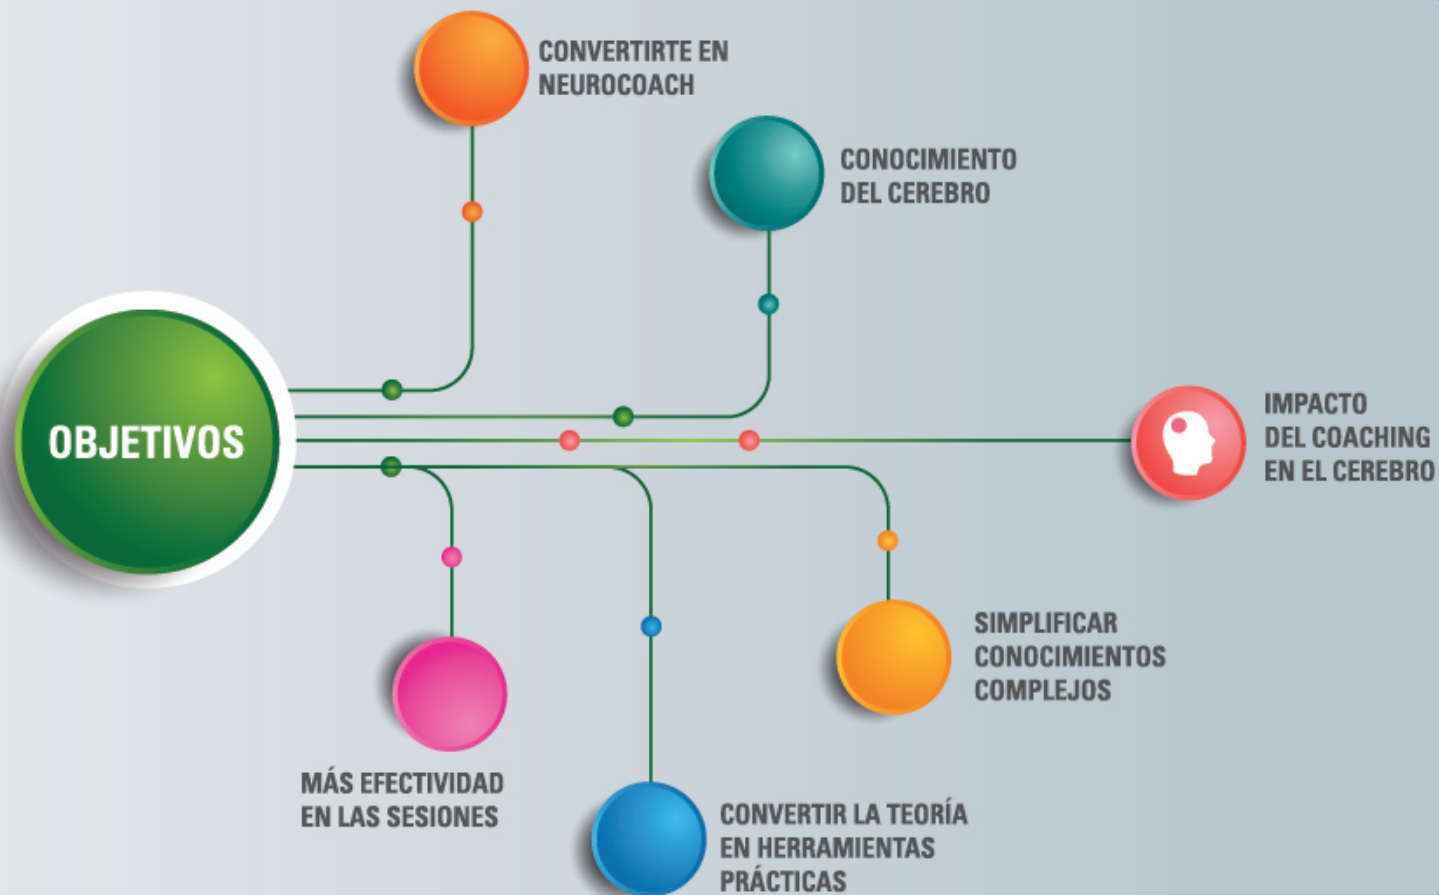 CONVERTIRTE EN
NEUROCOACH
CONOCIMIENTO
DEL CEREBRO
OBJETIVOS
IMPACTO
DEL COACHING
EN EL CEREBRO
SIMPLIFICAR
CONOCIMIENTOS
COMPLEJOS
MÁS EFECTIVIDAD
EN LAS SESIONES
CONVERTIR LA TEORÍA
EN HERRAMIENTAS
PRÁCTICAS